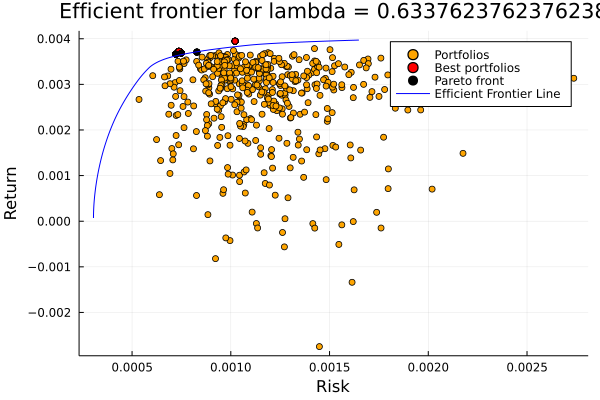 Efficient frontier for lambda = 0.6337623762376238
0.004
0.003
0.002
0.001
0.000
−0.001
−0.002
Return
Portfolios
Best portfolios
Pareto front
Efficient Frontier Line
0.0005
0.0010
0.0015
0.0020
0.0025
Risk